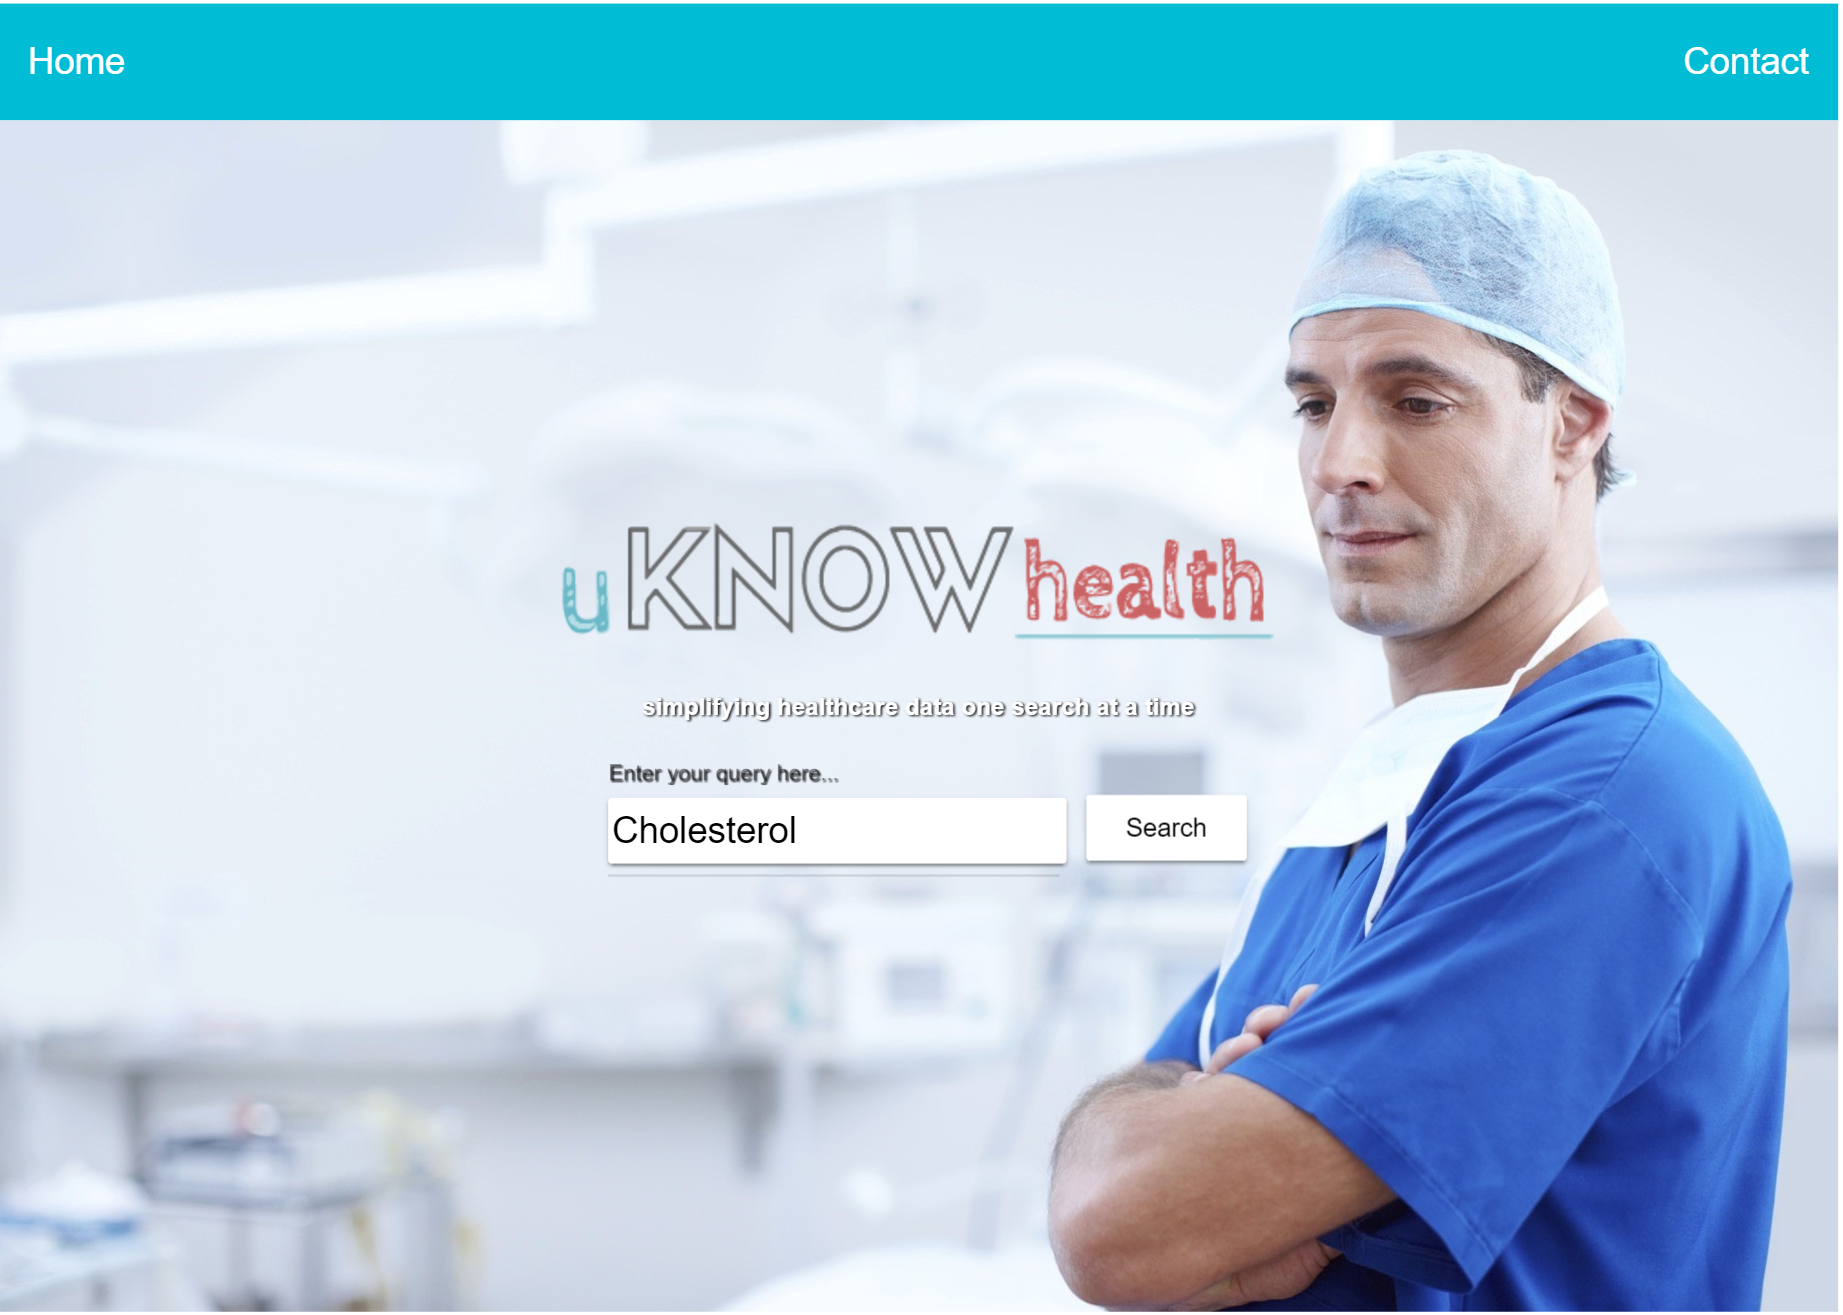 Home
Contact
uKNOWhealth
simplifying healthcare data one search at a time
Enter your query here...
Cholesterol
Search